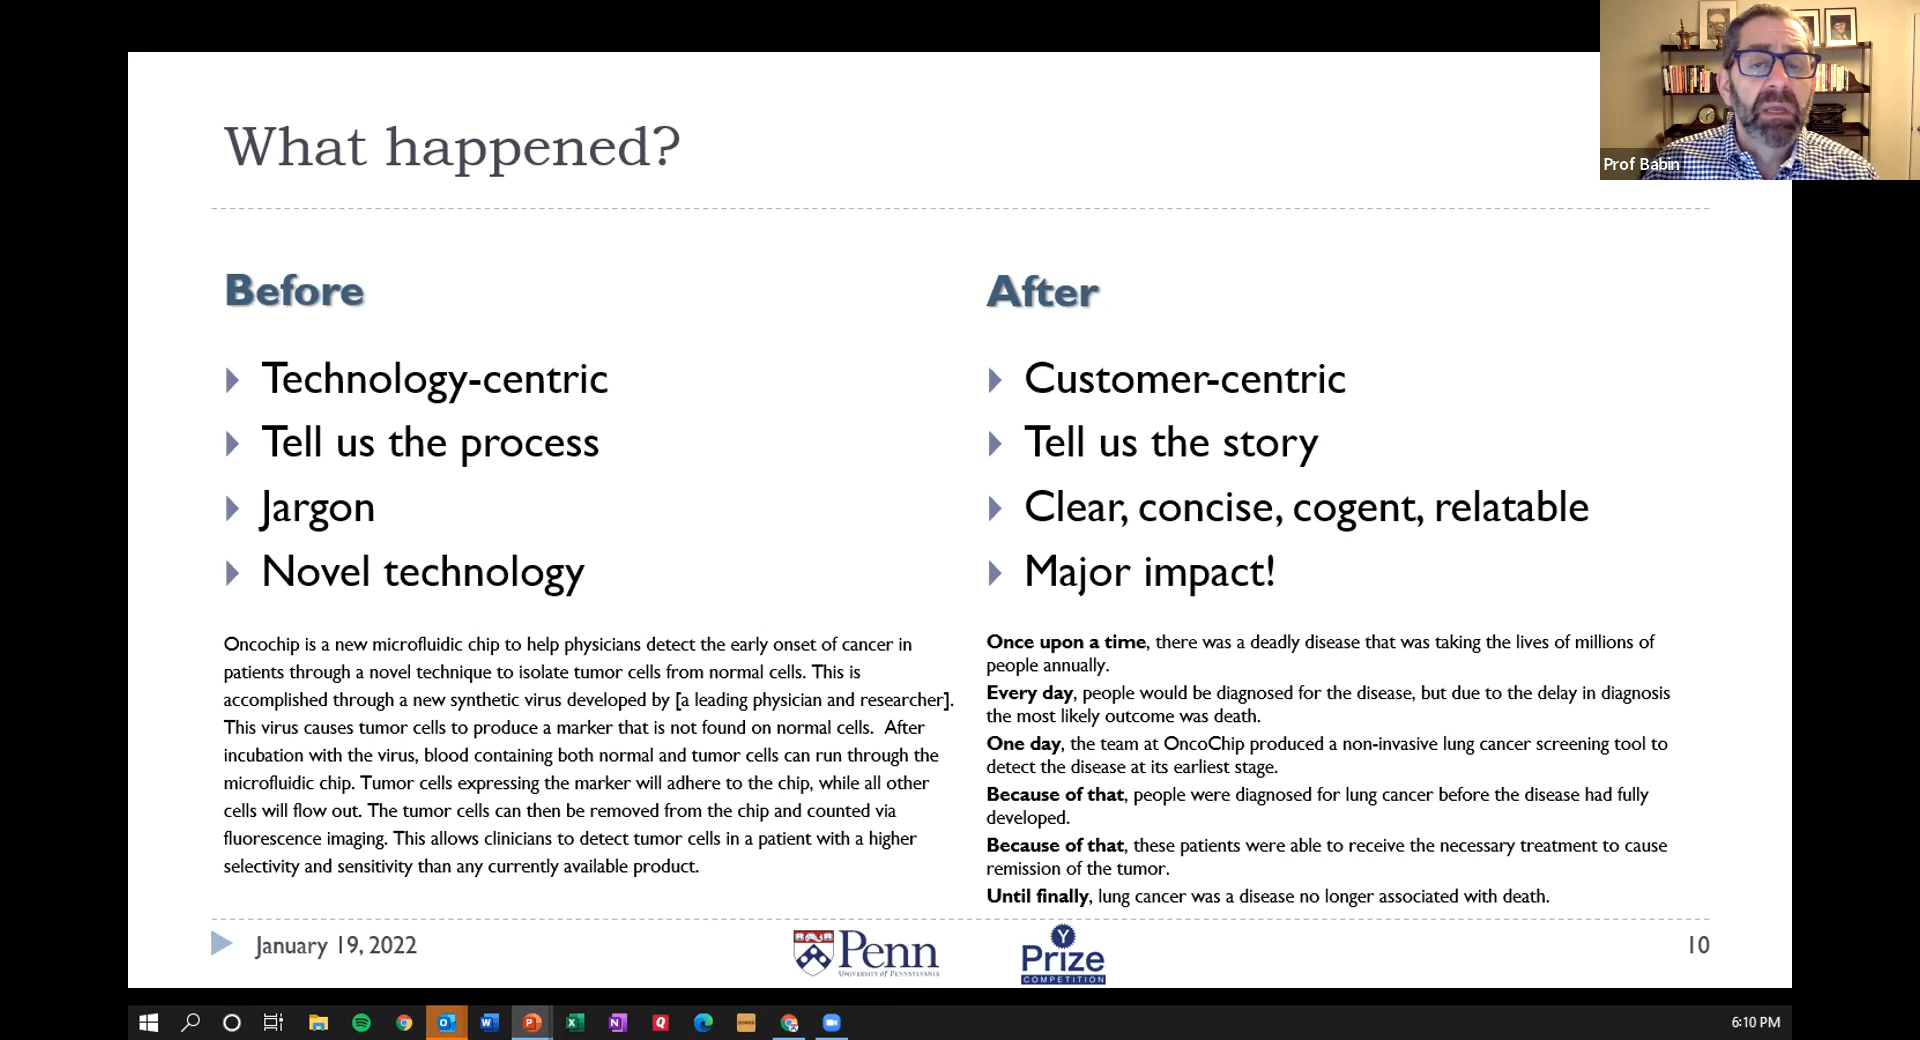 Prof Babin
What happened?
Before
Technology-centric
Tell us the process
Jargon
Novel technology
Oncochip is a new microfluidic chip to help physicians detect the early onset of cancer in
patients through a novel technique to isolate tumor cells from normal cells. This is
accomplished through a new synthetic virus developed by [a leading physician and researcher].
This virus causes tumor cells to produce a marker that is not found on normal cells.  After
incubation with the virus, blood containing both normal and tumor cells can run through the
microfluidic chip. Tumor cells expressing the marker will adhere to the chip, while all other
cells will flow out. The tumor cells can then be removed from the chip and counted via
fluorescence imaging. This allows clinicians to detect tumor cells in a patient with a higher
selectivity and sensitivity than any currently available product.
After
Customer-centric
Tell us the story
Clear, concise, cogent, relatable
Major impact!
Once upon a time, there was a deadly disease that was taking the lives of millions of
people annually.
Every day, people would be diagnosed for the disease, but due to the delay in diagnosis
the most likely outcome was death.
One day, the team at OncoChip produced a non-invasive lung cancer screening tool to
detect the disease at its earliest stage.
Because of that, people were diagnosed for lung cancer before the disease had fully
developed.
Because of that, these patients were able to receive the necessary treatment to cause
remission of the tumor.
Until finally, lung cancer was a disease no longer associated with death.
January 19, 2022
Penn
UNIVERSITY of PENNSYLVANIA
Y
Prize
COMPETITION
10
6:10 PM